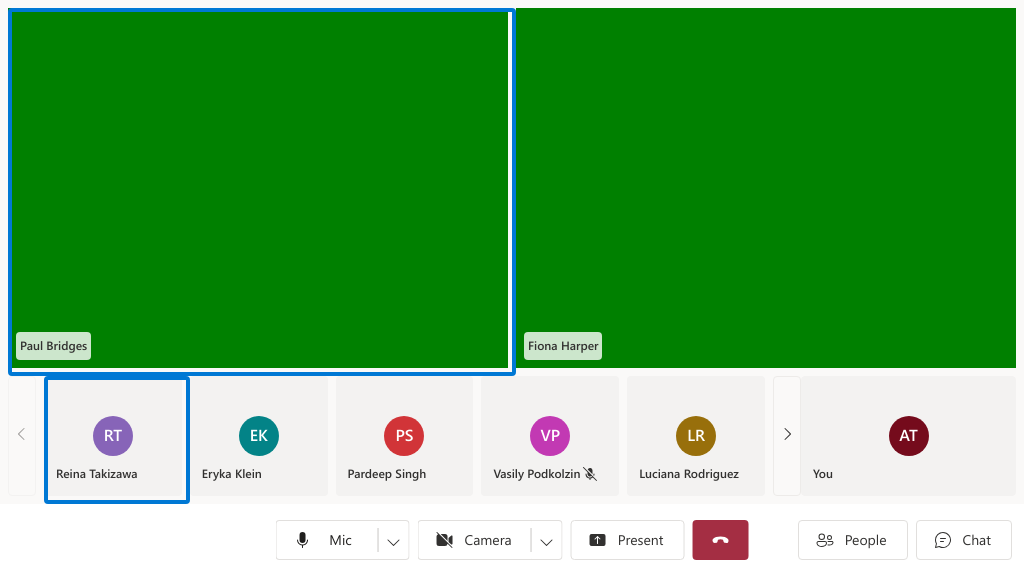 Paul Bridges
Fiona Harper
RT
EK
PS
VP
LR
AT
Reina Takizawa
Eryka Klein
Pardeep Singh
Vasily Podkolzin
Luciana Rodriguez
You
Mic
Camera
Present
People
Chat